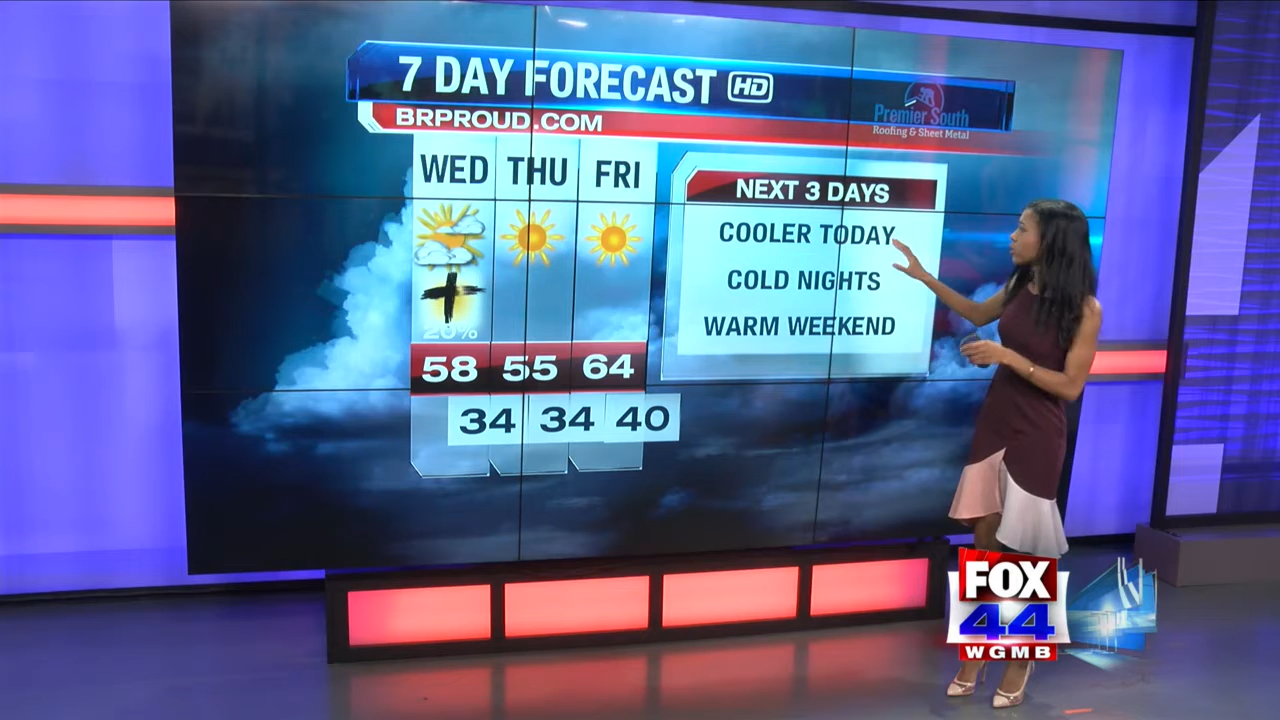 7 DAY FORECAST HD
BRPROUD.COM
Premier South
Roofing & Sheet Metal
WED THU FRI
20%
58 55 64
34 34 40
NEXT 3 DAYS
COOLER TODAY
COLD NIGHTS
WARM WEEKEND
FOX
44
WGMB